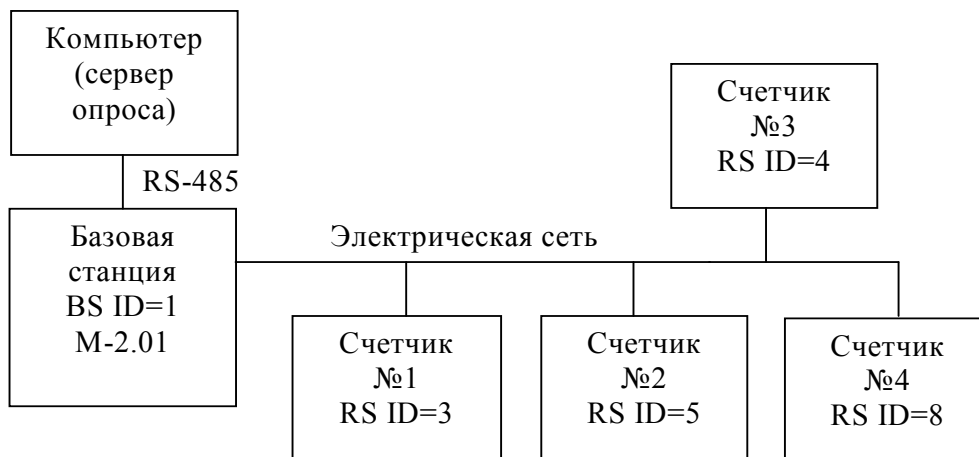 Компьютер
(сервер
опроса)
Счетчик
№3
RS ID=4
RS-485
Базовая
станция
BS ID=1
М-2.01
Электрическая сеть
Счетчик
№1
RS ID=3
Счетчик
№2
RS ID=5
Счетчик
№4
RS ID=8